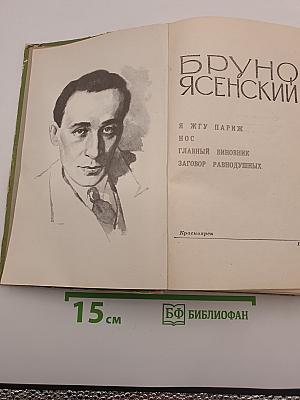 БРУНО
ЯСЕНСКИЙ
Я ЖГУ ПАРИЖ
НОС
ГЛАВНЫЙ ВИНОВНИК
ЗАГОВОР РАВНОДУШНЫХ
Красноярск
15 см
БФ БИБЛИОФАН